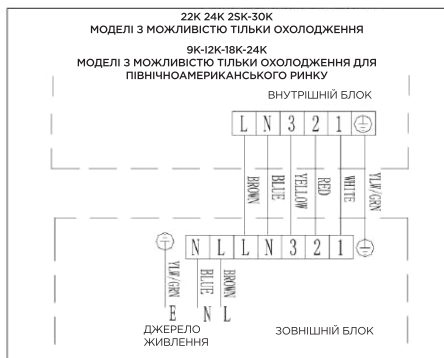 22K 24K 2SK-30K
МОДЕЛІ З МОЖЛИВІСТЮ ТІЛЬКИ ОХОЛОДЖЕННЯ
9K-I2K-18K-24K
МОДЕЛІ З МОЖЛИВІСТЮ ТІЛЬКИ ОХОЛОДЖЕННЯ ДЛЯ
ПІВНІЧНОАМЕРИКАНСЬКОГО РИНКУ
ВНУТРІШНІЙ БЛОК
L N 3 2 1
BROWN
BLUE
YELLOW
RED
WHITE
YLW/GRN
N L L N 3 2 1
YLW/GRN
BLUE
BROWN
E N L
ДЖЕРЕЛО
ЖИВЛЕННЯ
ЗОВНІШНІЙ БЛОК